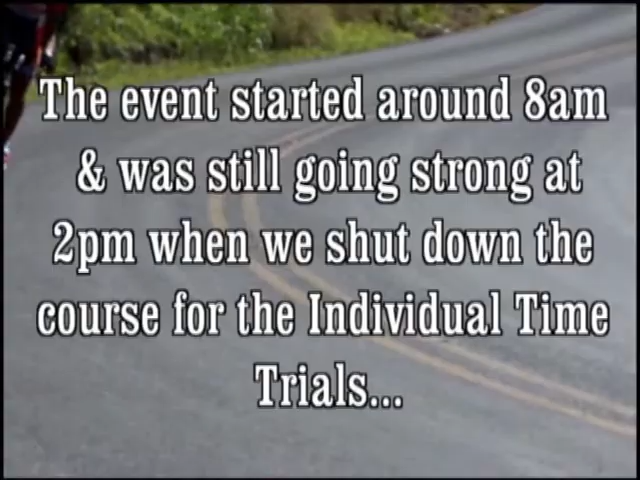 The event started around 8am
& was still going strong at
2pm when we shut down the
course for the Individual Time
Trials...